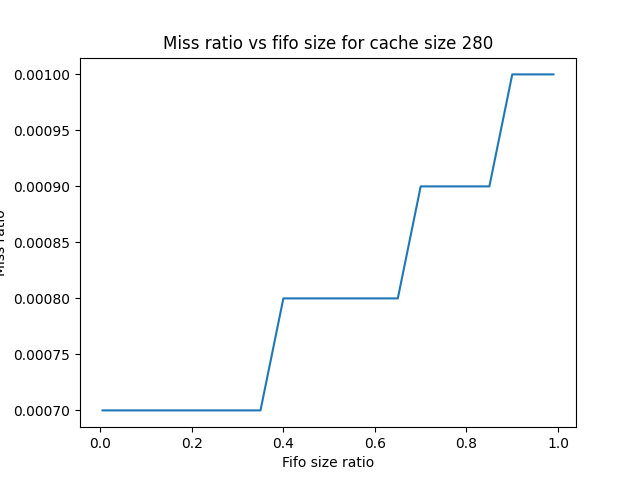 Miss ratio vs fifo size for cache size 280
0.00100
0.00095
0.00090
0.00085
0.00080
0.00075
0.00070
Miss ratio
0.0 0.2 0.4 0.6 0.8 1.0
Fifo size ratio